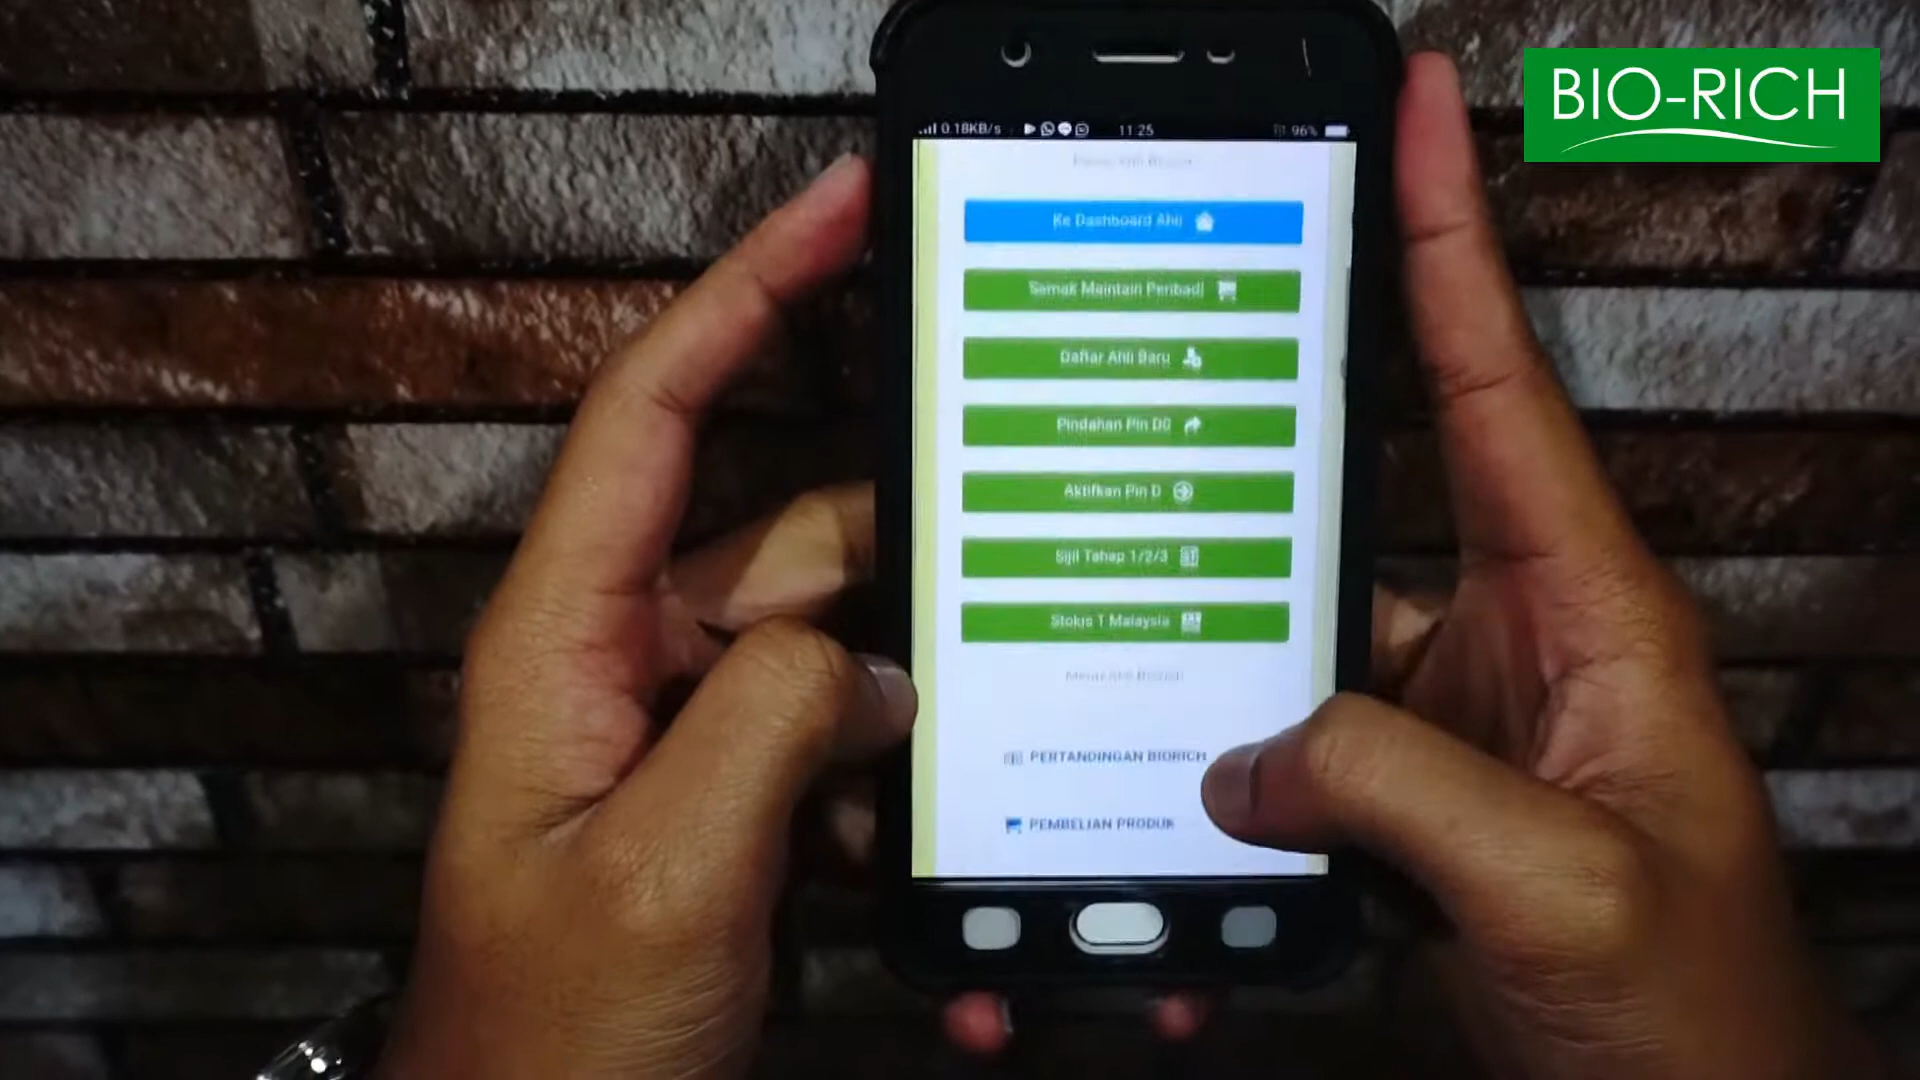 BIO-RICH
0.18KB/s
11:25
96%
Ke Dashboard Ahli
Semak Maintain Peribadi
Daftar Ahli Baru
Pindahan Pin D0
Aktifkan Pin D
Sijil Tahap 1/2/3
Stokis 1 Malaysia
PERTANDINGAN BIORICH
PEMBELIAN PRODUK